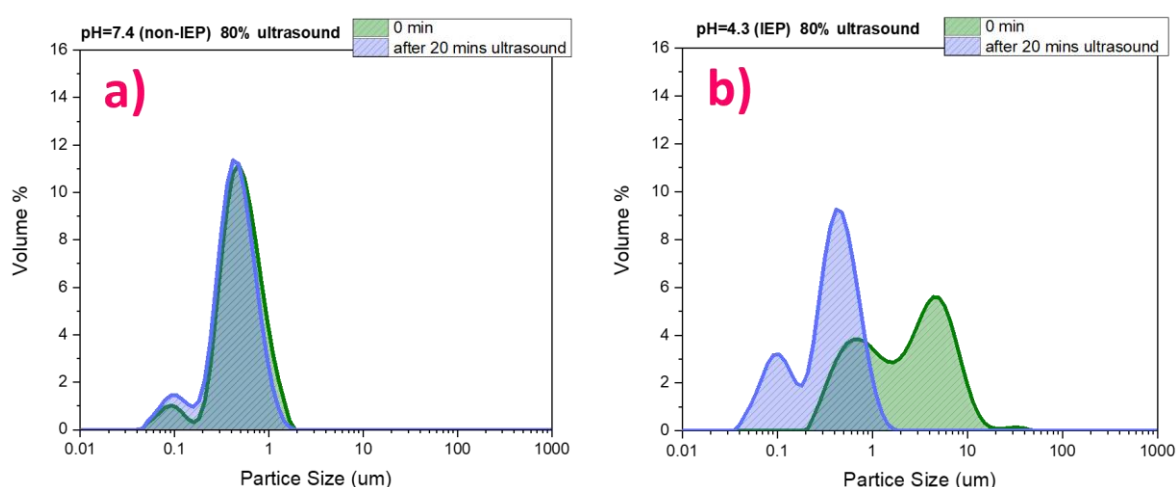 pH=7.4 (non-IEP) 80% ultrasound
0 min
after 20 mins ultrasound
a)
16
14
12
10
8
6
4
2
0
Volume %
0.01 0.1 1 10 100 1000
Partice Size (um)
pH=4.3 (IEP) 80% ultrasound
0 min
after 20 mins ultrasound
b)
16
14
12
10
8
6
4
2
0
Volume %
0.01 0.1 1 10 100 1000
Partice Size (um)